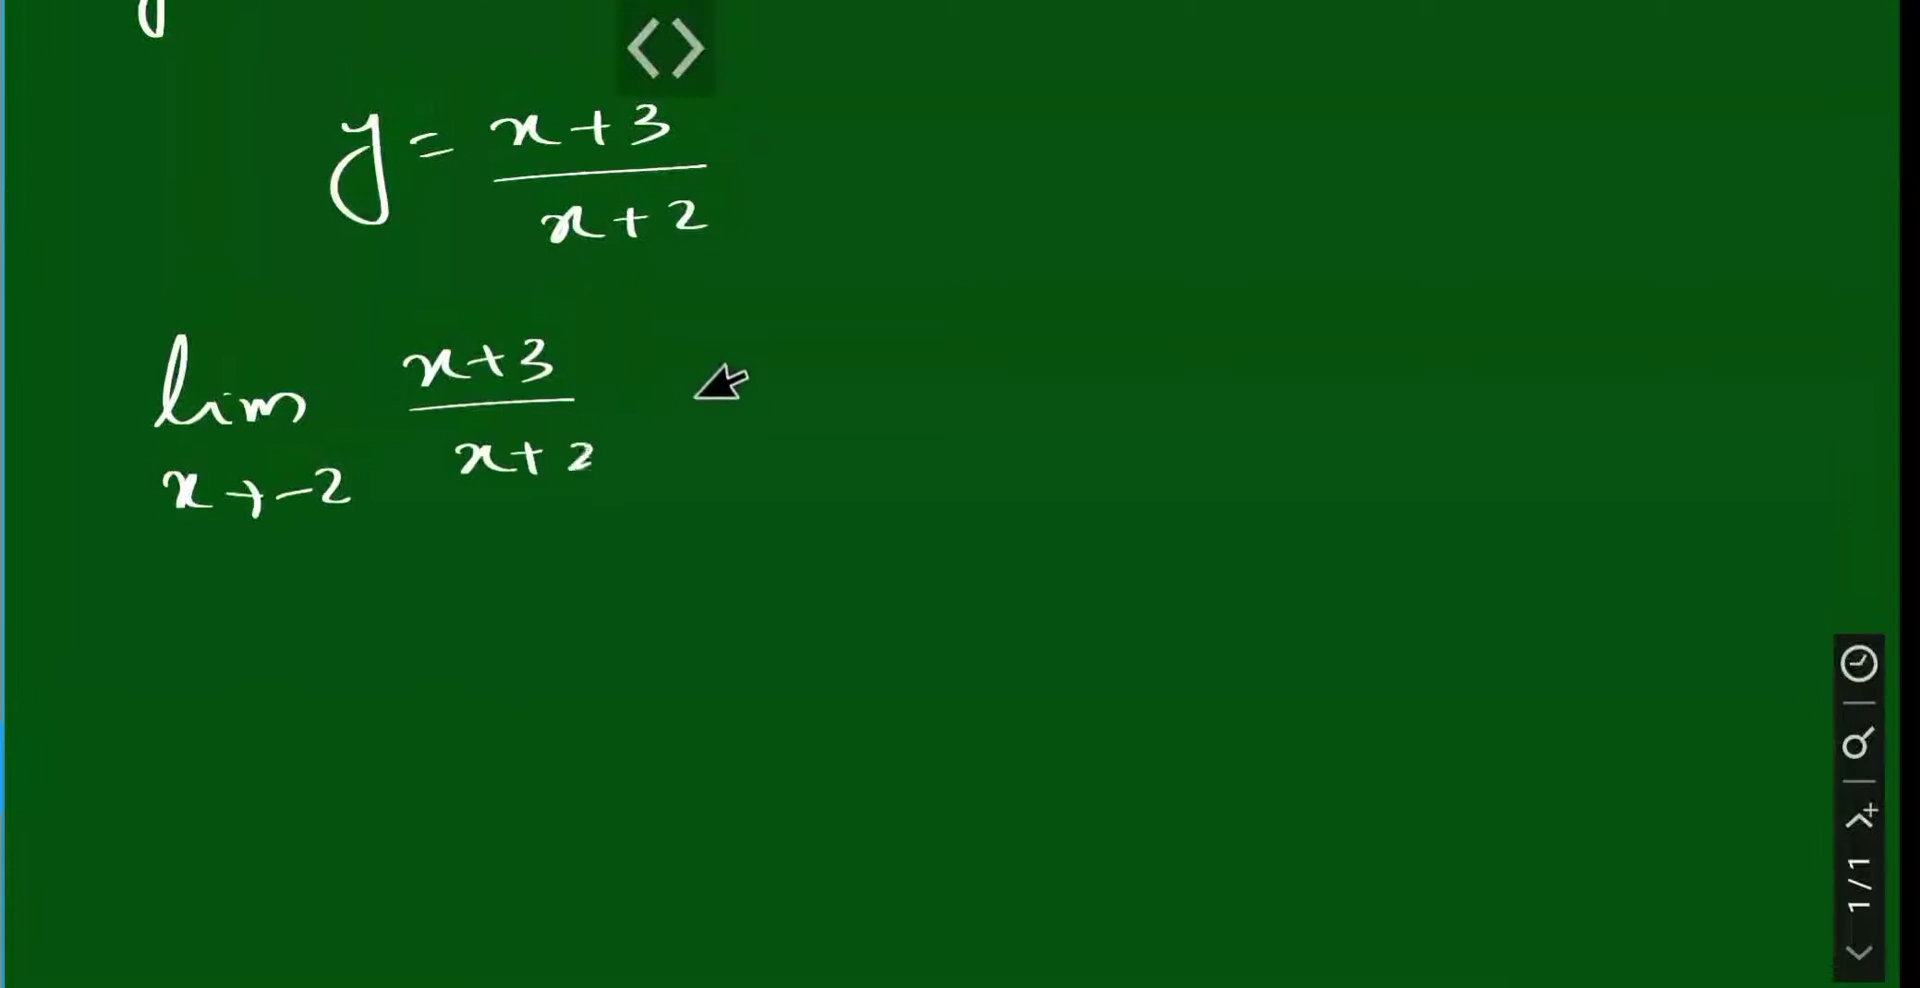 y = x+3 / x+2
lim x→-2 x+3 / x+2
1/1